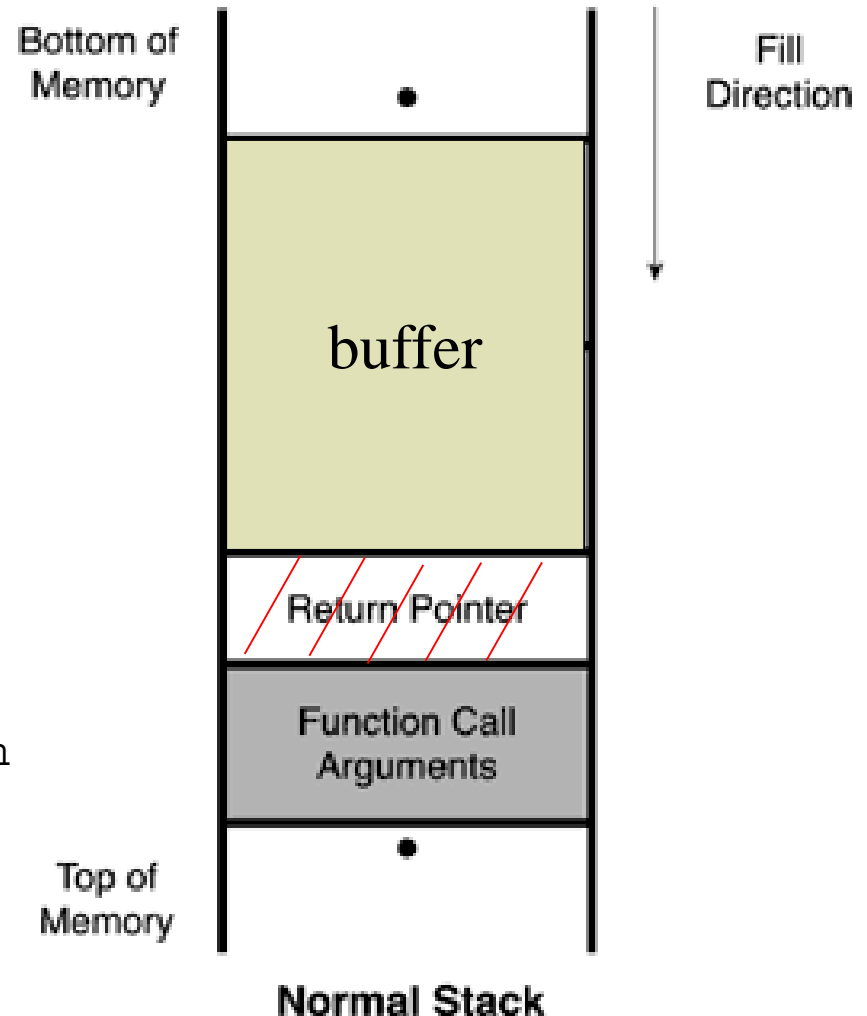 Bottom of
Memory
Fill
Direction
buffer
Return Pointer
Function Call
Arguments
n
Top of
Memory
Normal Stack